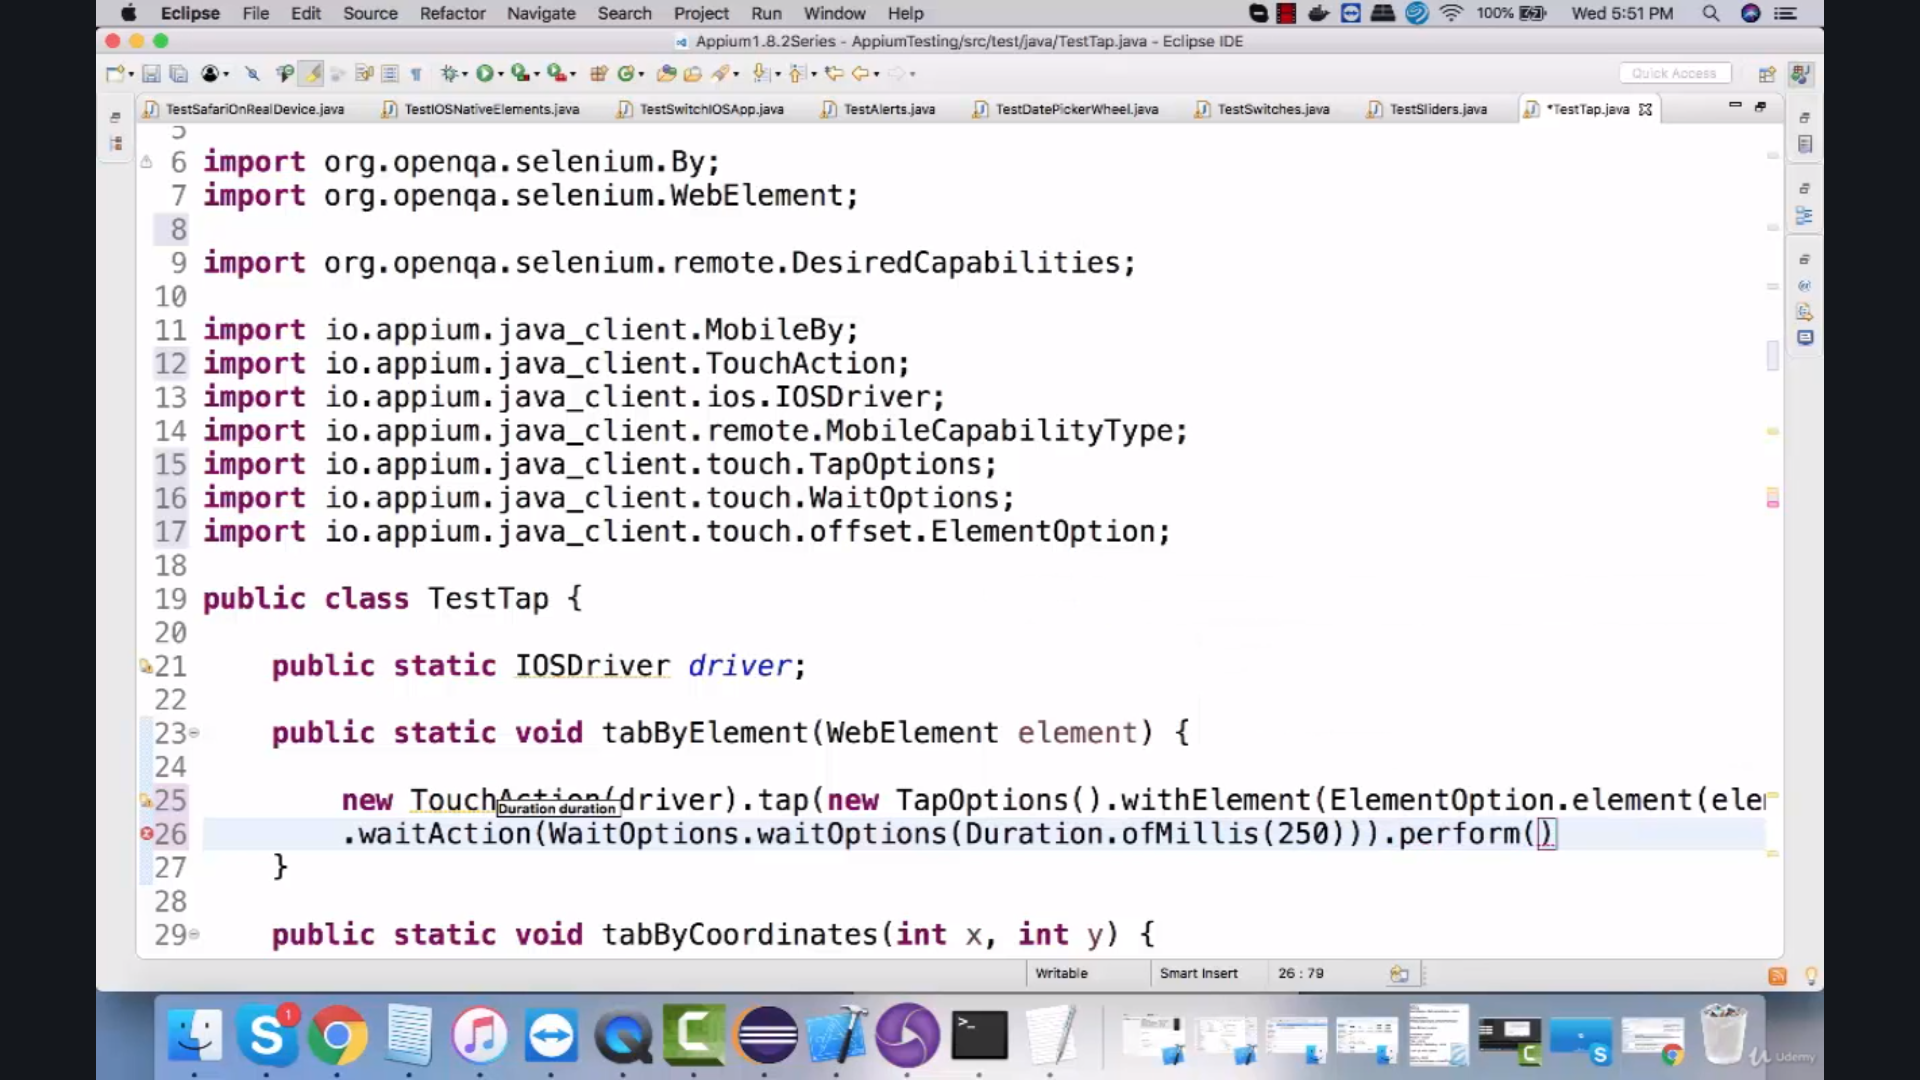 Eclipse File Edit Source Refactor Navigate Search Project Run Window Help 100% Wed 5:51 PM
Appium1.8.2Series - AppiumTesting/src/test/java/TestTap.java - Eclipse IDE
Quick Access
TestSafariOnRealDevice.java TestIOSNativeElements.java TestSwitchIOSApp.java TestAlerts.java TestDatePickerWheel.java TestSwitches.java TestSliders.java *TestTap.java
5
6 import org.openqa.selenium.By;
7 import org.openqa.selenium.WebElement;
8
9 import org.openqa.selenium.remote.DesiredCapabilities;
10
11 import io.appium.java_client.MobileBy;
12 import io.appium.java_client.TouchAction;
13 import io.appium.java_client.ios.IOSDriver;
14 import io.appium.java_client.remote.MobileCapabilityType;
15 import io.appium.java_client.touch.TapOptions;
16 import io.appium.java_client.touch.WaitOptions;
17 import io.appium.java_client.touch.offset.ElementOption;
18
19 public class TestTap {
20
21 public static IOSDriver driver;
22
23 public static void tabByElement(WebElement element) {
24
25 new TouchAction(driver).tap(new TapOptions().withElement(ElementOption.element(ele
Duration duration
26 .waitAction(WaitOptions.waitOptions(Duration.ofMillis(250))).perform()
27 }
28
29 public static void tabByCoordinates(int x, int y) {
Writable Smart Insert 26 : 79
1
Udemy